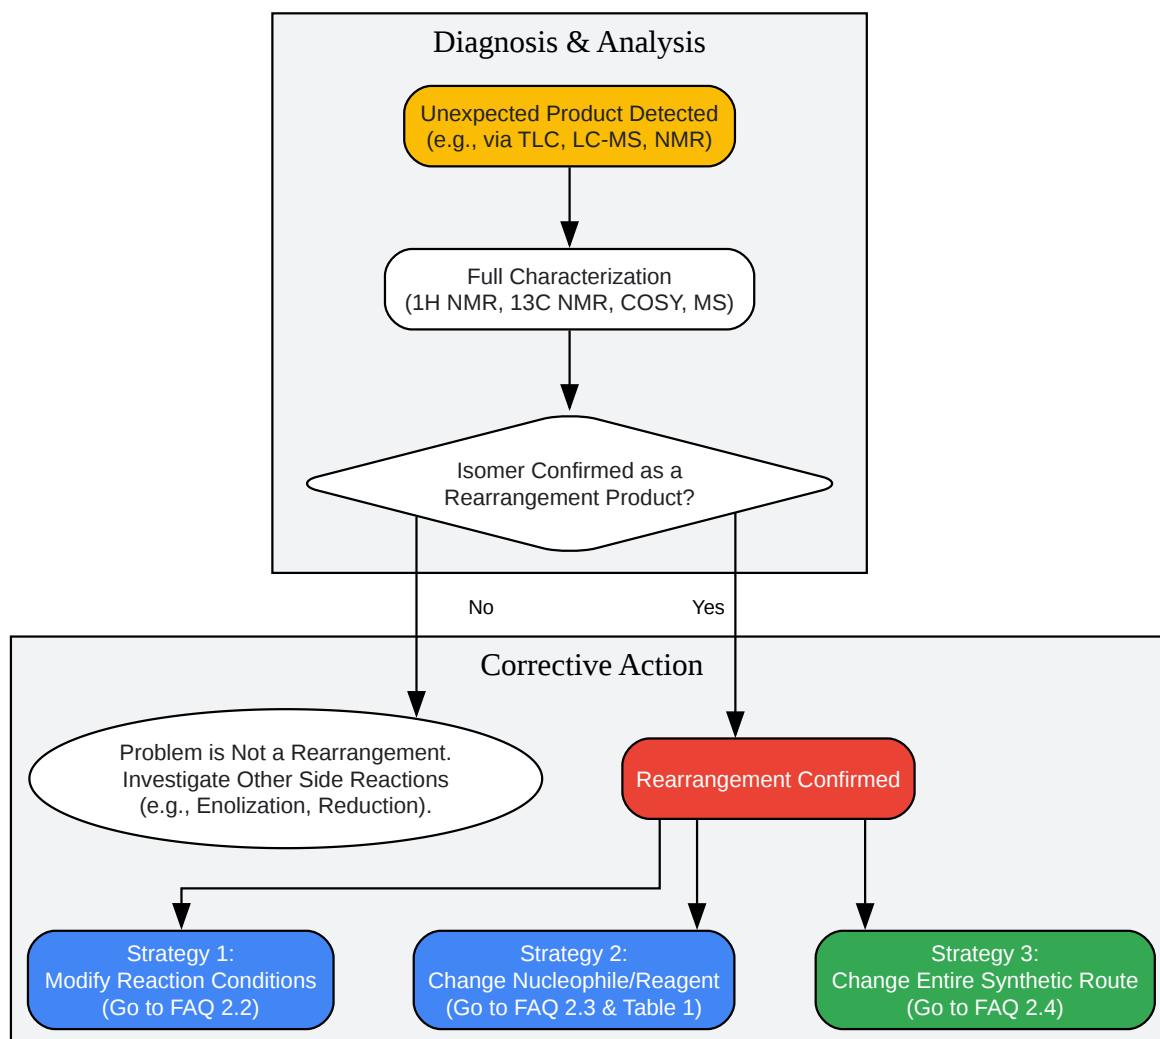 Diagnosis & Analysis
Unexpected Product Detected
(e.g., via TLC, LC-MS, NMR)
Full Characterization
(1H NMR, 13C NMR, COSY, MS)
Isomer Confirmed as a
Rearrangement Product?
No
Yes
Corrective Action
Problem is Not a Rearrangement.
Investigate Other Side Reactions
(e.g., Enolization, Reduction).
Rearrangement Confirmed
Strategy 1:
Modify Reaction Conditions
(Go to FAQ 2.2)
Strategy 2:
Change Nucleophile/Reagent
(Go to FAQ 2.3 & Table 1)
Strategy 3:
Change Entire Synthetic Route
(Go to FAQ 2.4)